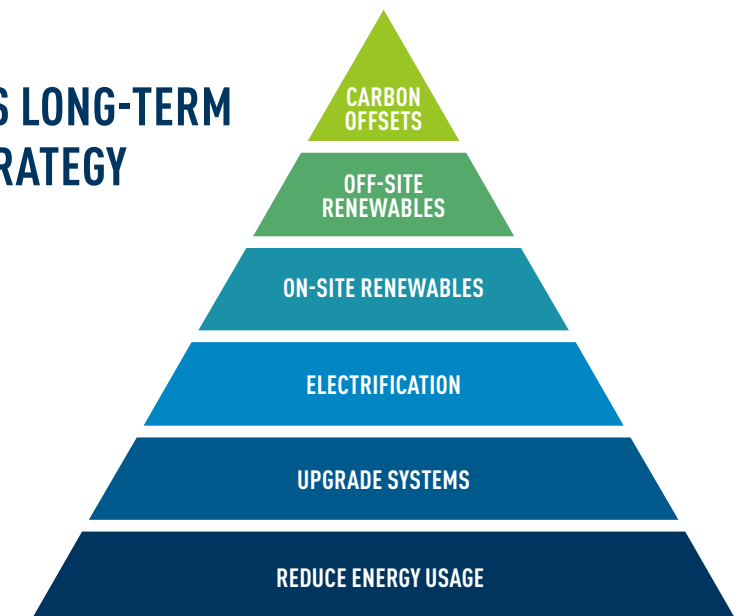 S LONG-TERM
RATEGY
CARBON
OFFSETS
OFF-SITE
RENEWABLES
ON-SITE RENEWABLES
ELECTRIFICATION
UPGRADE SYSTEMS
REDUCE ENERGY USAGE